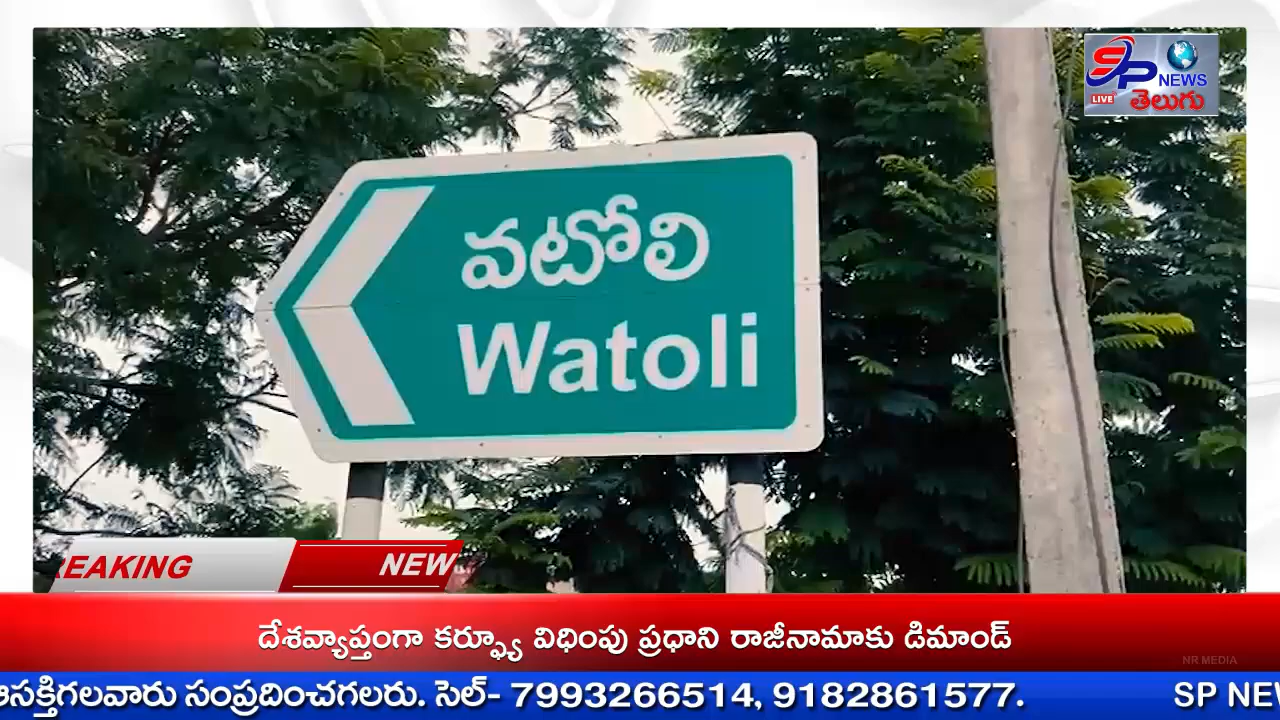 SP NEWS
LIVE తెలుగు
వటోలి
Watoli
REAKING NEW
దేశవ్యాప్తంగా కర్ఫ్యూ విధింపు ప్రధాని రాజీనామాకు డిమాండ్
NR MEDIA
ఆసక్తిగలవారు సంప్రదించగలరు. సెల్- 7993266514, 9182861577. SP NEW